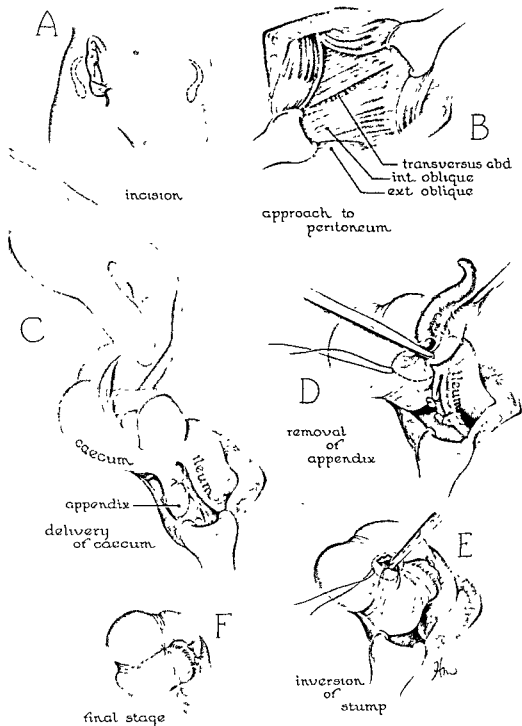 A
incision
B
transversus abd
int. oblique
ext. oblique
approach to
peritoneum
C
caecum
ileum
appendix
delivery
of caecum
D
ileum
removal
of
appendix
E
inversion
of
stump
F
final stage